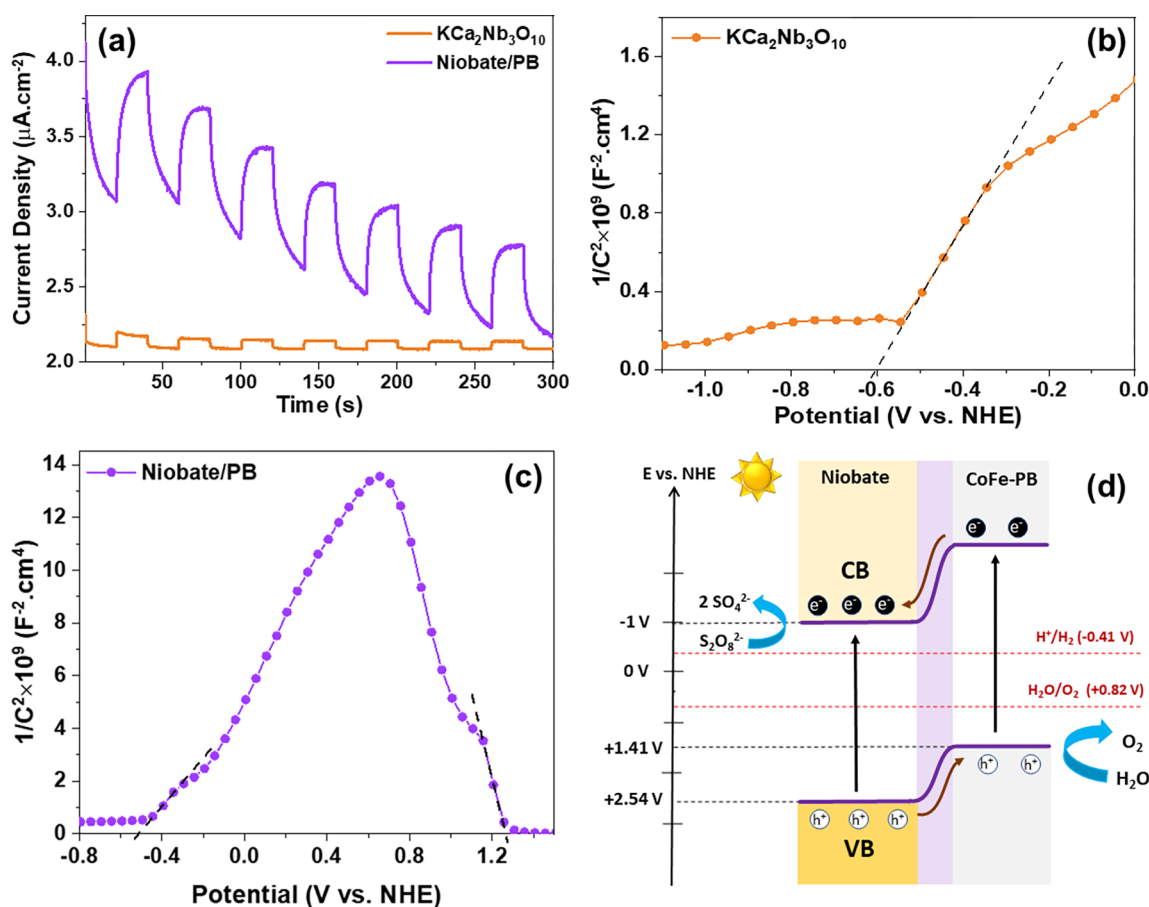 (a)
KCa₂Nb₃O₁₀
Niobate/PB
4.0
3.5
3.0
2.5
2.0
0
50
100
150
200
250
300
Current Density (μA.cm⁻²)
Time (s)
(b)
KCa₂Nb₃O₁₀
1.6
1.2
0.8
0.4
0.0
-1.0
-0.8
-0.6
-0.4
-0.2
0.0
1/C²×10⁹ (F⁻².cm⁴)
Potential (V vs. NHE)
(c)
Niobate/PB
14
12
10
8
6
4
2
0
-0.8
-0.4
0.0
0.4
0.8
1.2
1/C²×10⁹ (F⁻².cm⁴)
Potential (V vs. NHE)
(d)
E vs. NHE
Niobate
CoFe-PB
e⁻ e⁻
CB
e⁻ e⁻ e⁻
2 SO₄²⁻
S₂O₈²⁻
-1 V
H⁺/H₂ (-0.41 V)
0 V
H₂O/O₂ (+0.82 V)
+1.41 V
h⁺ h⁺
O₂
H₂O
+2.54 V
h⁺ h⁺ h⁺
VB